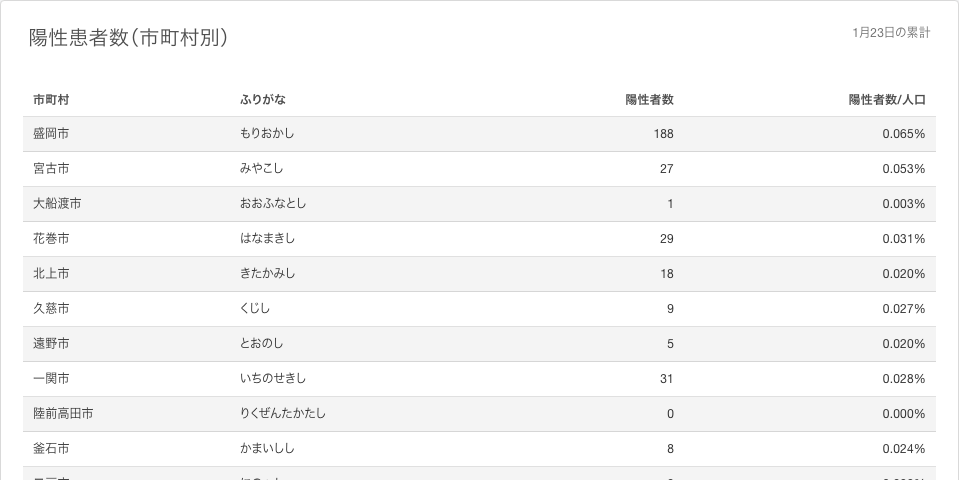 陽性患者数（市町村別）
1月23日の累計
市町村 ふりがな 陽性者数 陽性者数/人口
盛岡市 もりおかし 188 0.065%
宮古市 みやこし 27 0.053%
大船渡市 おおふなとし 1 0.003%
花巻市 はなまきし 29 0.031%
北上市 きたかみし 18 0.020%
久慈市 くじし 9 0.027%
遠野市 とおのし 5 0.020%
一関市 いちのせきし 31 0.028%
陸前高田市 りくぜんたかたし 0 0.000%
釜石市 かまいしし 8 0.024%